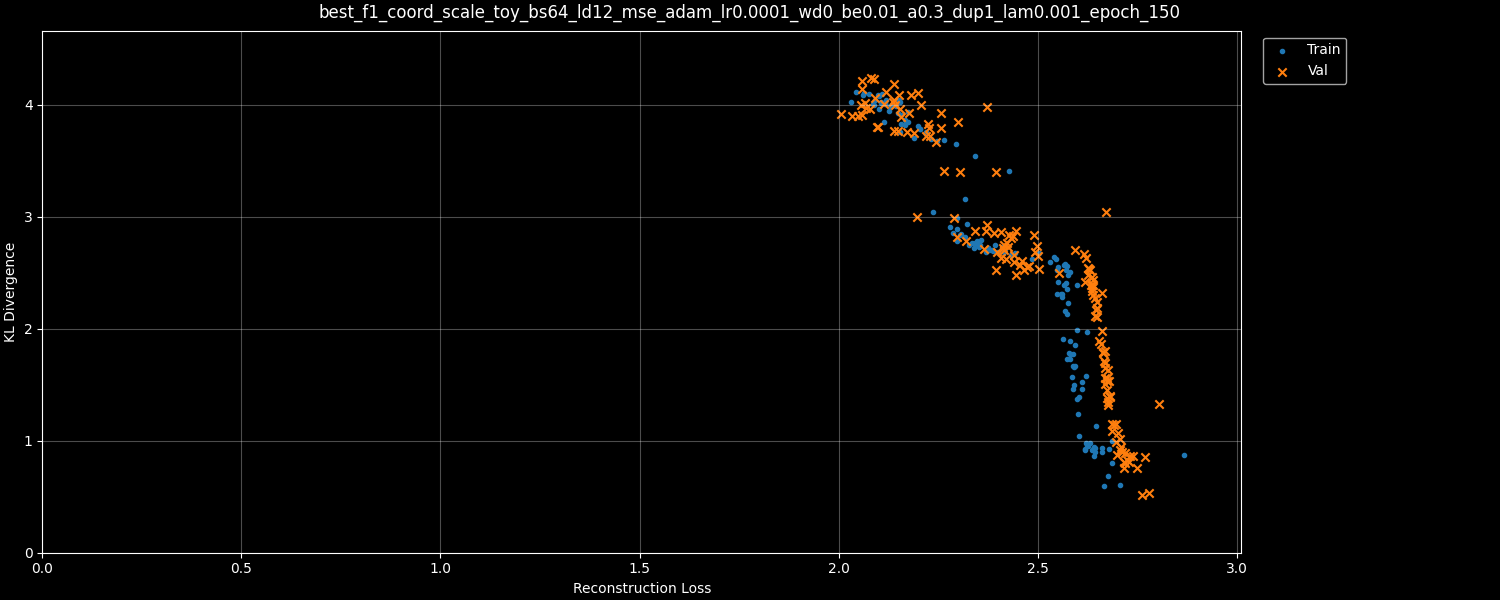 best_f1_coord_scale_toy_bs64_ld12_mse_adam_lr0.0001_wd0_be0.01_a0.3_dup1_lam0.001_epoch_150
Train
Val
KL Divergence
4
3
2
1
0
0.0 0.5 1.0 1.5 2.0 2.5 3.0
Reconstruction Loss